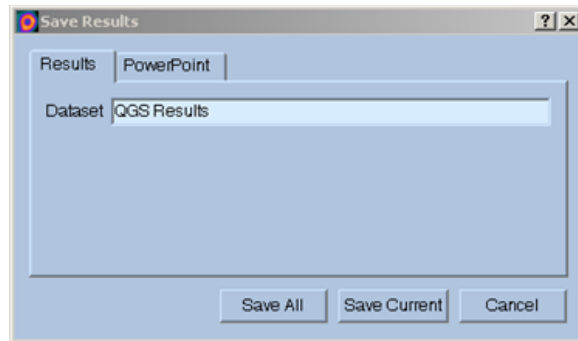 Save Results
Results PowerPoint
Dataset QGS Results
Save All Save Current Cancel